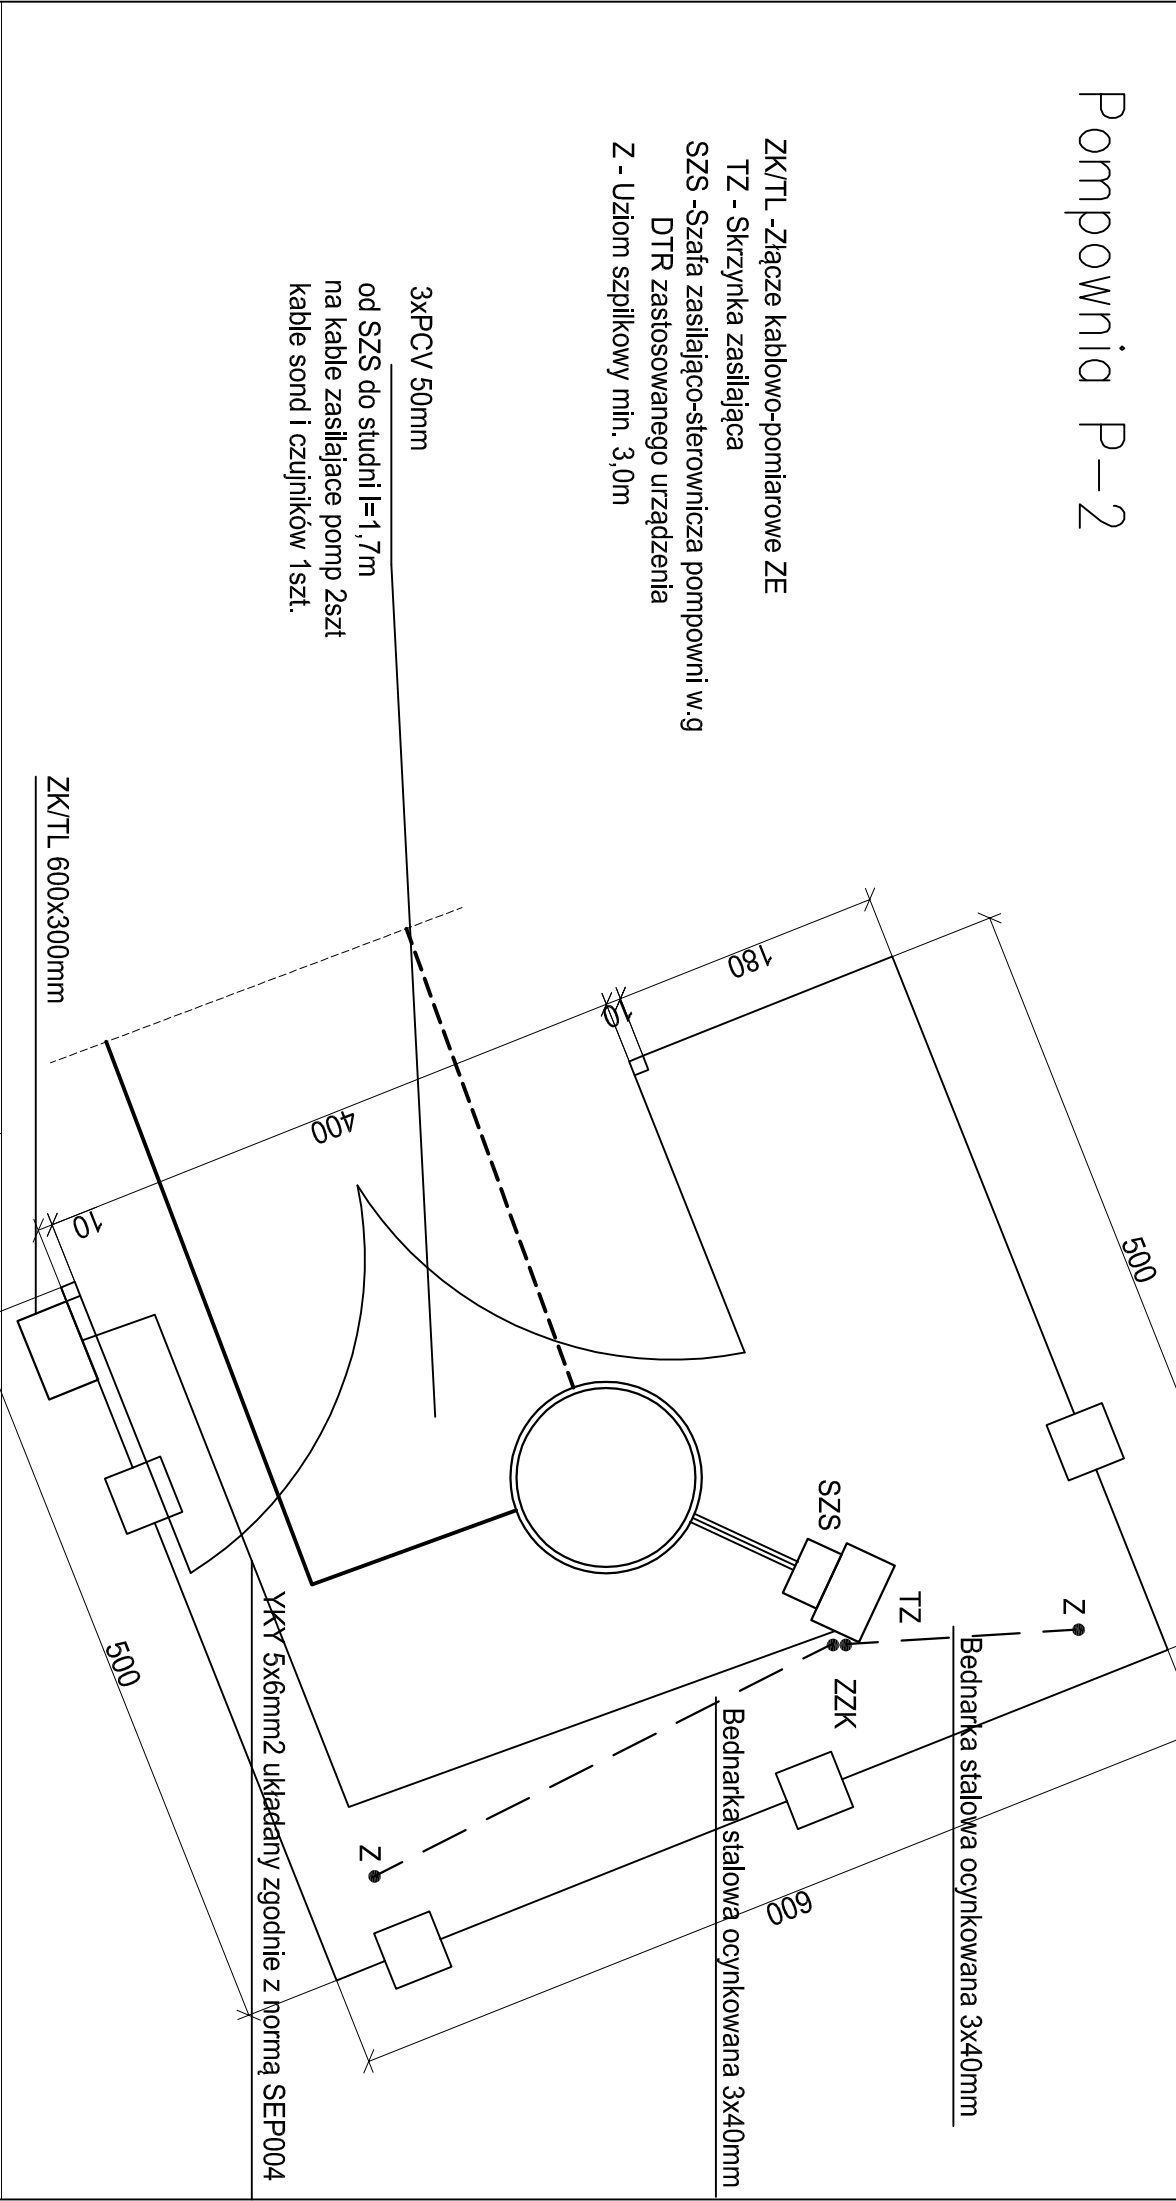 Pompownia P-2
ZK/TL -Złącze kablowo-pomiarowe ZE
TZ - Skrzynka zasilająca
SZS -Szafa zasilająco-sterownicza pompowni w.g
DTR zastosowanego urządzenia
Z - Uziom szpilkowy min. 3,0m
3xPCV 50mm
od SZS do studni l=1,7m
na kable zasilajace pomp 2szt
kable sond i czujników 1szt.
ZK/TL 600x300mm
180
10
400
10
500
SZS
TZ
Z
ZZK
Bednarka stalowa ocynkowana 3x40mm
Bednarka stalowa ocynkowana 3x40mm
Z
600
500
YKY 5x6mm2 układany zgodnie z normą SEP004